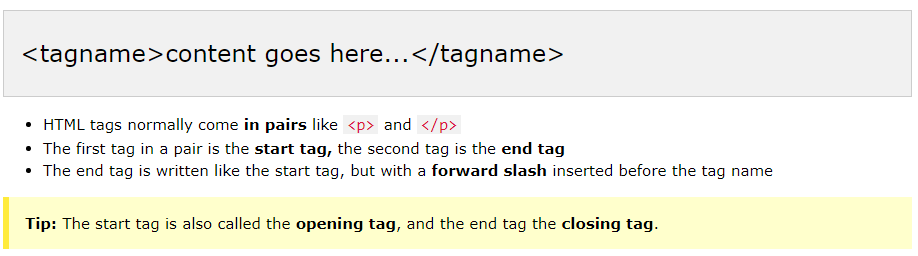 <tagname>content goes here...</tagname>
HTML tags normally come in pairs like <p> and </p>
The first tag in a pair is the start tag, the second tag is the end tag
The end tag is written like the start tag, but with a forward slash inserted before the tag name
Tip: The start tag is also called the opening tag, and the end tag the closing tag.